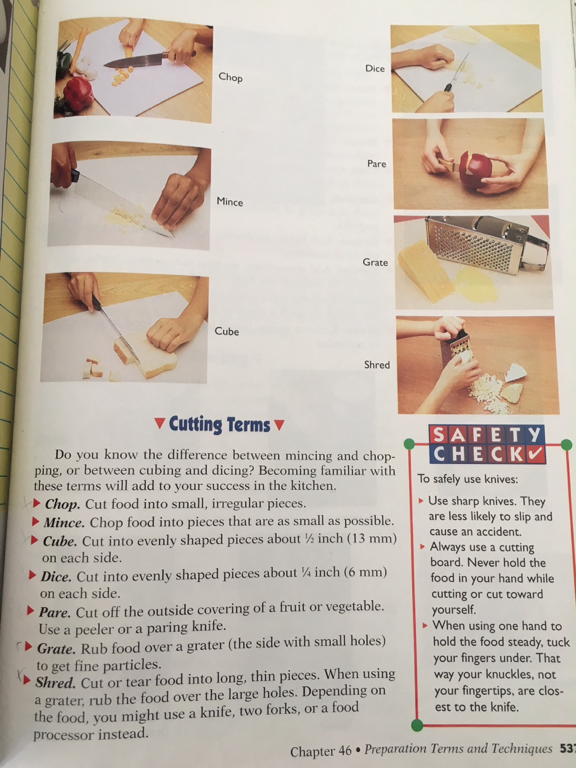 Chop
Dice
Pare
Mince
Grate
Cube
Shred
Cutting Terms
Do you know the difference between mincing and chop-
ping, or between cubing and dicing? Becoming familiar with
these terms will add to your success in the kitchen.
Chop. Cut food into small, irregular pieces.
Mince. Chop food into pieces that are as small as possible.
Cube. Cut into evenly shaped pieces about ½ inch (13 mm)
on each side.
Dice. Cut into evenly shaped pieces about ¼ inch (6 mm)
on each side.
Pare. Cut off the outside covering of a fruit or vegetable.
Use a peeler or a paring knife.
Grate. Rub food over a grater (the side with small holes)
to get fine particles.
Shred. Cut or tear food into long, thin pieces. When using
a grater, rub the food over the large holes. Depending on
the food, you might use a knife, two forks, or a food
processor instead.
SAFETY
CHECK
To safely use knives:
Use sharp knives. They
are less likely to slip and
cause an accident.
Always use a cutting
board. Never hold the
food in your hand while
cutting or cut toward
yourself.
When using one hand to
hold the food steady, tuck
your fingers under. That
way your knuckles, not
your fingertips, are clos-
est to the knife.
Chapter 46 • Preparation Terms and Techniques 537